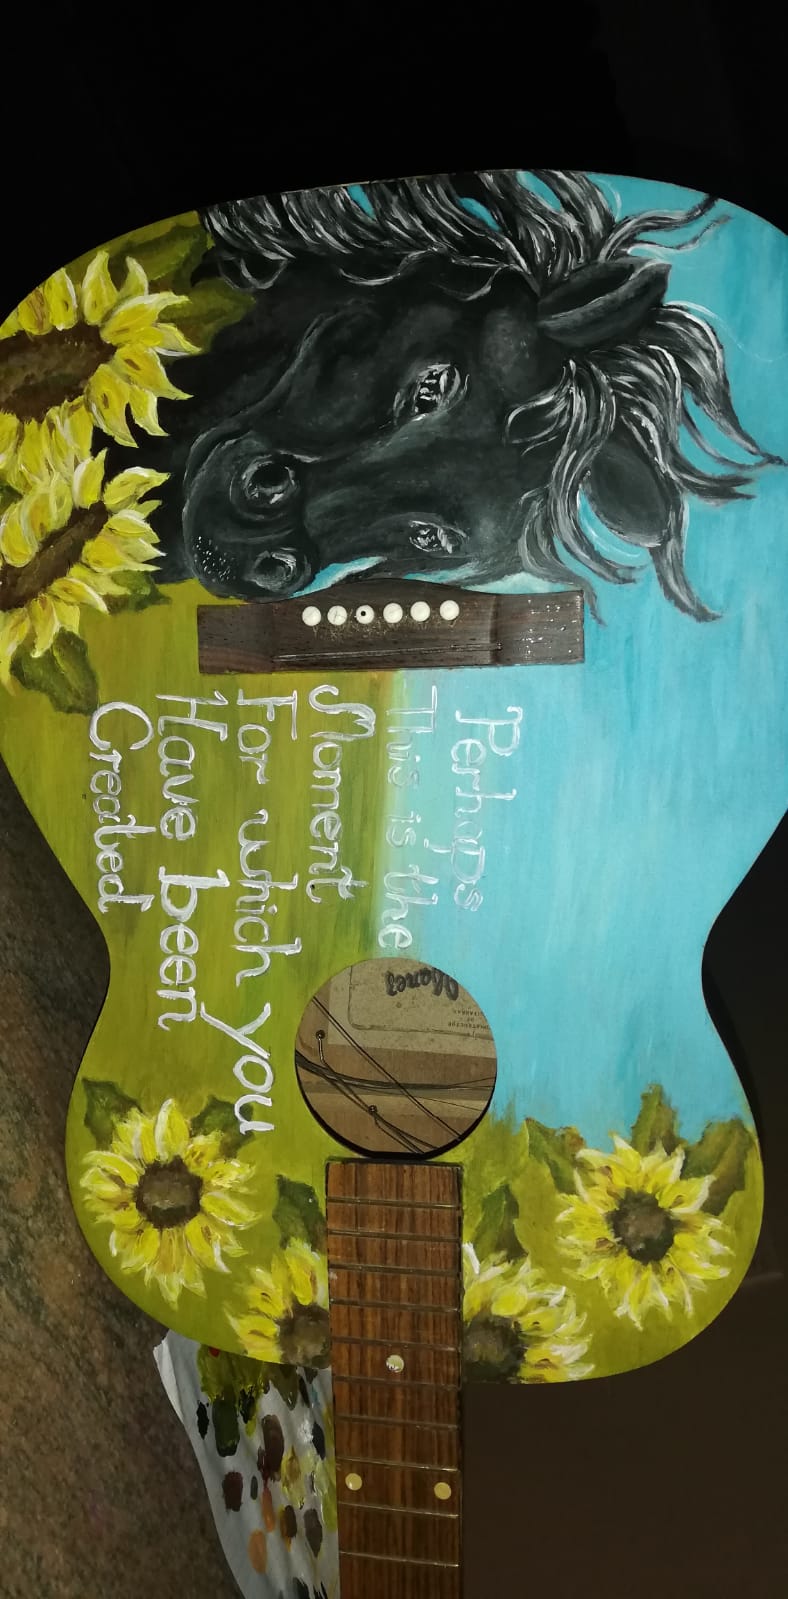 Perhaps
This is the
Moment
For which you
Have been
Created